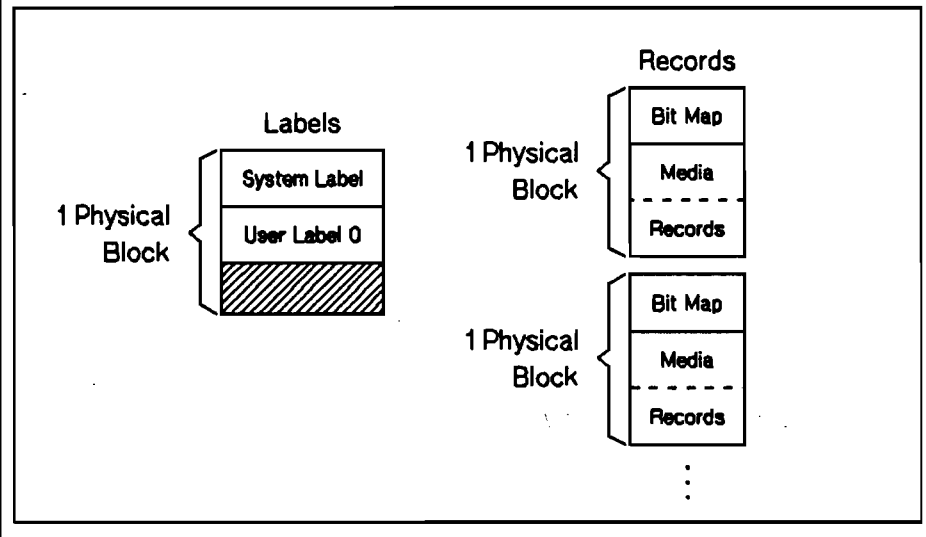 Labels
1 Physical
Block
System Label
User Label 0
Records
1 Physical
Block
Bit Map
Media
Records
1 Physical
Block
Bit Map
Media
Records